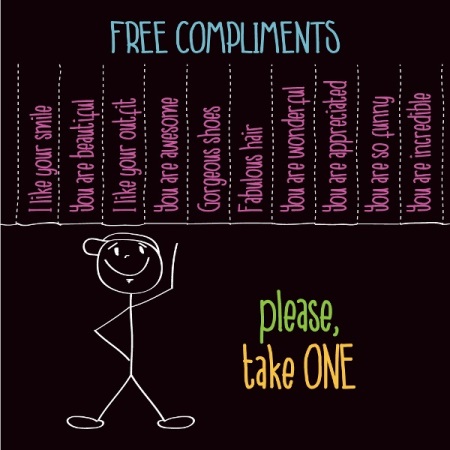 FREE COMPLIMENTS
I like your smile
You are beautiful
I like your outfit
You are awesome
Gorgeous shoes
Fabulous hair
You are wonderful
You are appreciated
You are so funny
You are incredible
please,
take ONE